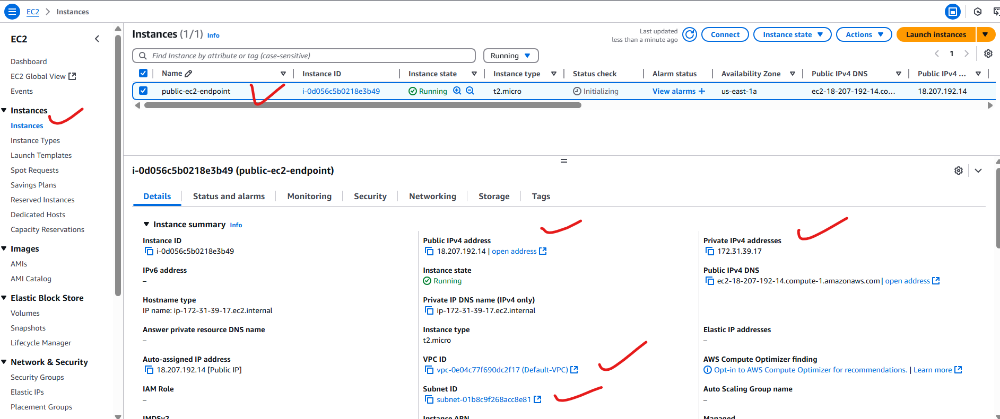 EC2 > Instances
EC2
Dashboard
EC2 Global View
Events
Instances
Instances
Instance Types
Launch Templates
Spot Requests
Savings Plans
Reserved Instances
Dedicated Hosts
Capacity Reservations
Images
AMIs
AMI Catalog
Elastic Block Store
Volumes
Snapshots
Lifecycle Manager
Network & Security
Security Groups
Elastic IPs
Placement Groups
Instances (1/1) Info
Last updated
less than a minute ago
Connect
Instance state
Actions
Launch instances
Find Instance by attribute or tag (case-sensitive)
Running
1
Name Instance ID Instance state Instance type Status check Alarm status Availability Zone Public IPv4 DNS Public IPv4 ...
public-ec2-endpoint i-0d056c5b0218e3b49 Running t2.micro Initializing View alarms + us-east-1a ec2-18-207-192-14.co... 18.207.192.14
i-0d056c5b0218e3b49 (public-ec2-endpoint)
Details Status and alarms Monitoring Security Networking Storage Tags
Instance summary Info
Instance ID
i-0d056c5b0218e3b49
Public IPv4 address
18.207.192.14 | open address
Private IPv4 addresses
172.31.39.17
IPv6 address
–
Instance state
Running
Public IPv4 DNS
ec2-18-207-192-14.compute-1.amazonaws.com | open address
Hostname type
IP name: ip-172-31-39-17.ec2.internal
Private IP DNS name (IPv4 only)
ip-172-31-39-17.ec2.internal
Answer private resource DNS name
–
Instance type
t2.micro
Elastic IP addresses
–
Auto-assigned IP address
18.207.192.14 [Public IP]
VPC ID
vpc-0e04c77f690dc2f17 (Default-VPC)
AWS Compute Optimizer finding
Opt-in to AWS Compute Optimizer for recommendations. | Learn more
IAM Role
–
Subnet ID
subnet-01b8c9f268acc8e81
Auto Scaling Group name
–
IMDSv2
Instance ARN
Managed